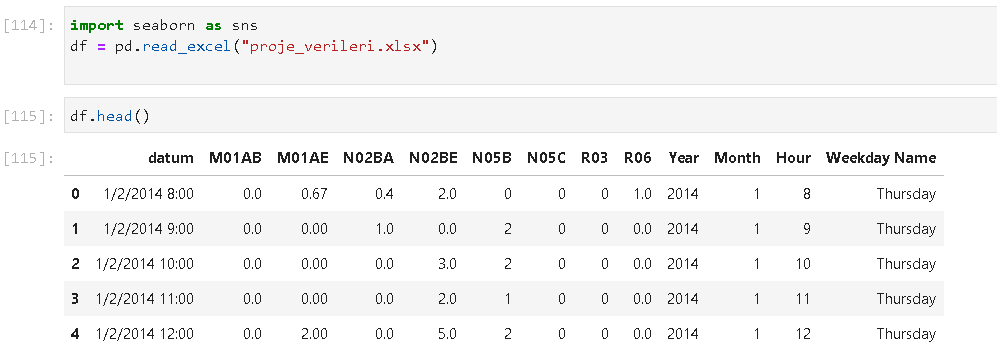 [114]: import seaborn as sns
df = pd.read_excel("proje_verileri.xlsx")
[115]: df.head()
[115]: datum M01AB M01AE N02BA N02BE N05B N05C R03 R06 Year Month Hour Weekday Name
0 1/2/2014 8:00 0.0 0.67 0.4 2.0 0 0 0 1.0 2014 1 8 Thursday
1 1/2/2014 9:00 0.0 0.00 1.0 0.0 2 0 0 0.0 2014 1 9 Thursday
2 1/2/2014 10:00 0.0 0.00 0.0 3.0 2 0 0 0.0 2014 1 10 Thursday
3 1/2/2014 11:00 0.0 0.00 0.0 2.0 1 0 0 0.0 2014 1 11 Thursday
4 1/2/2014 12:00 0.0 2.00 0.0 5.0 2 0 0 0.0 2014 1 12 Thursday